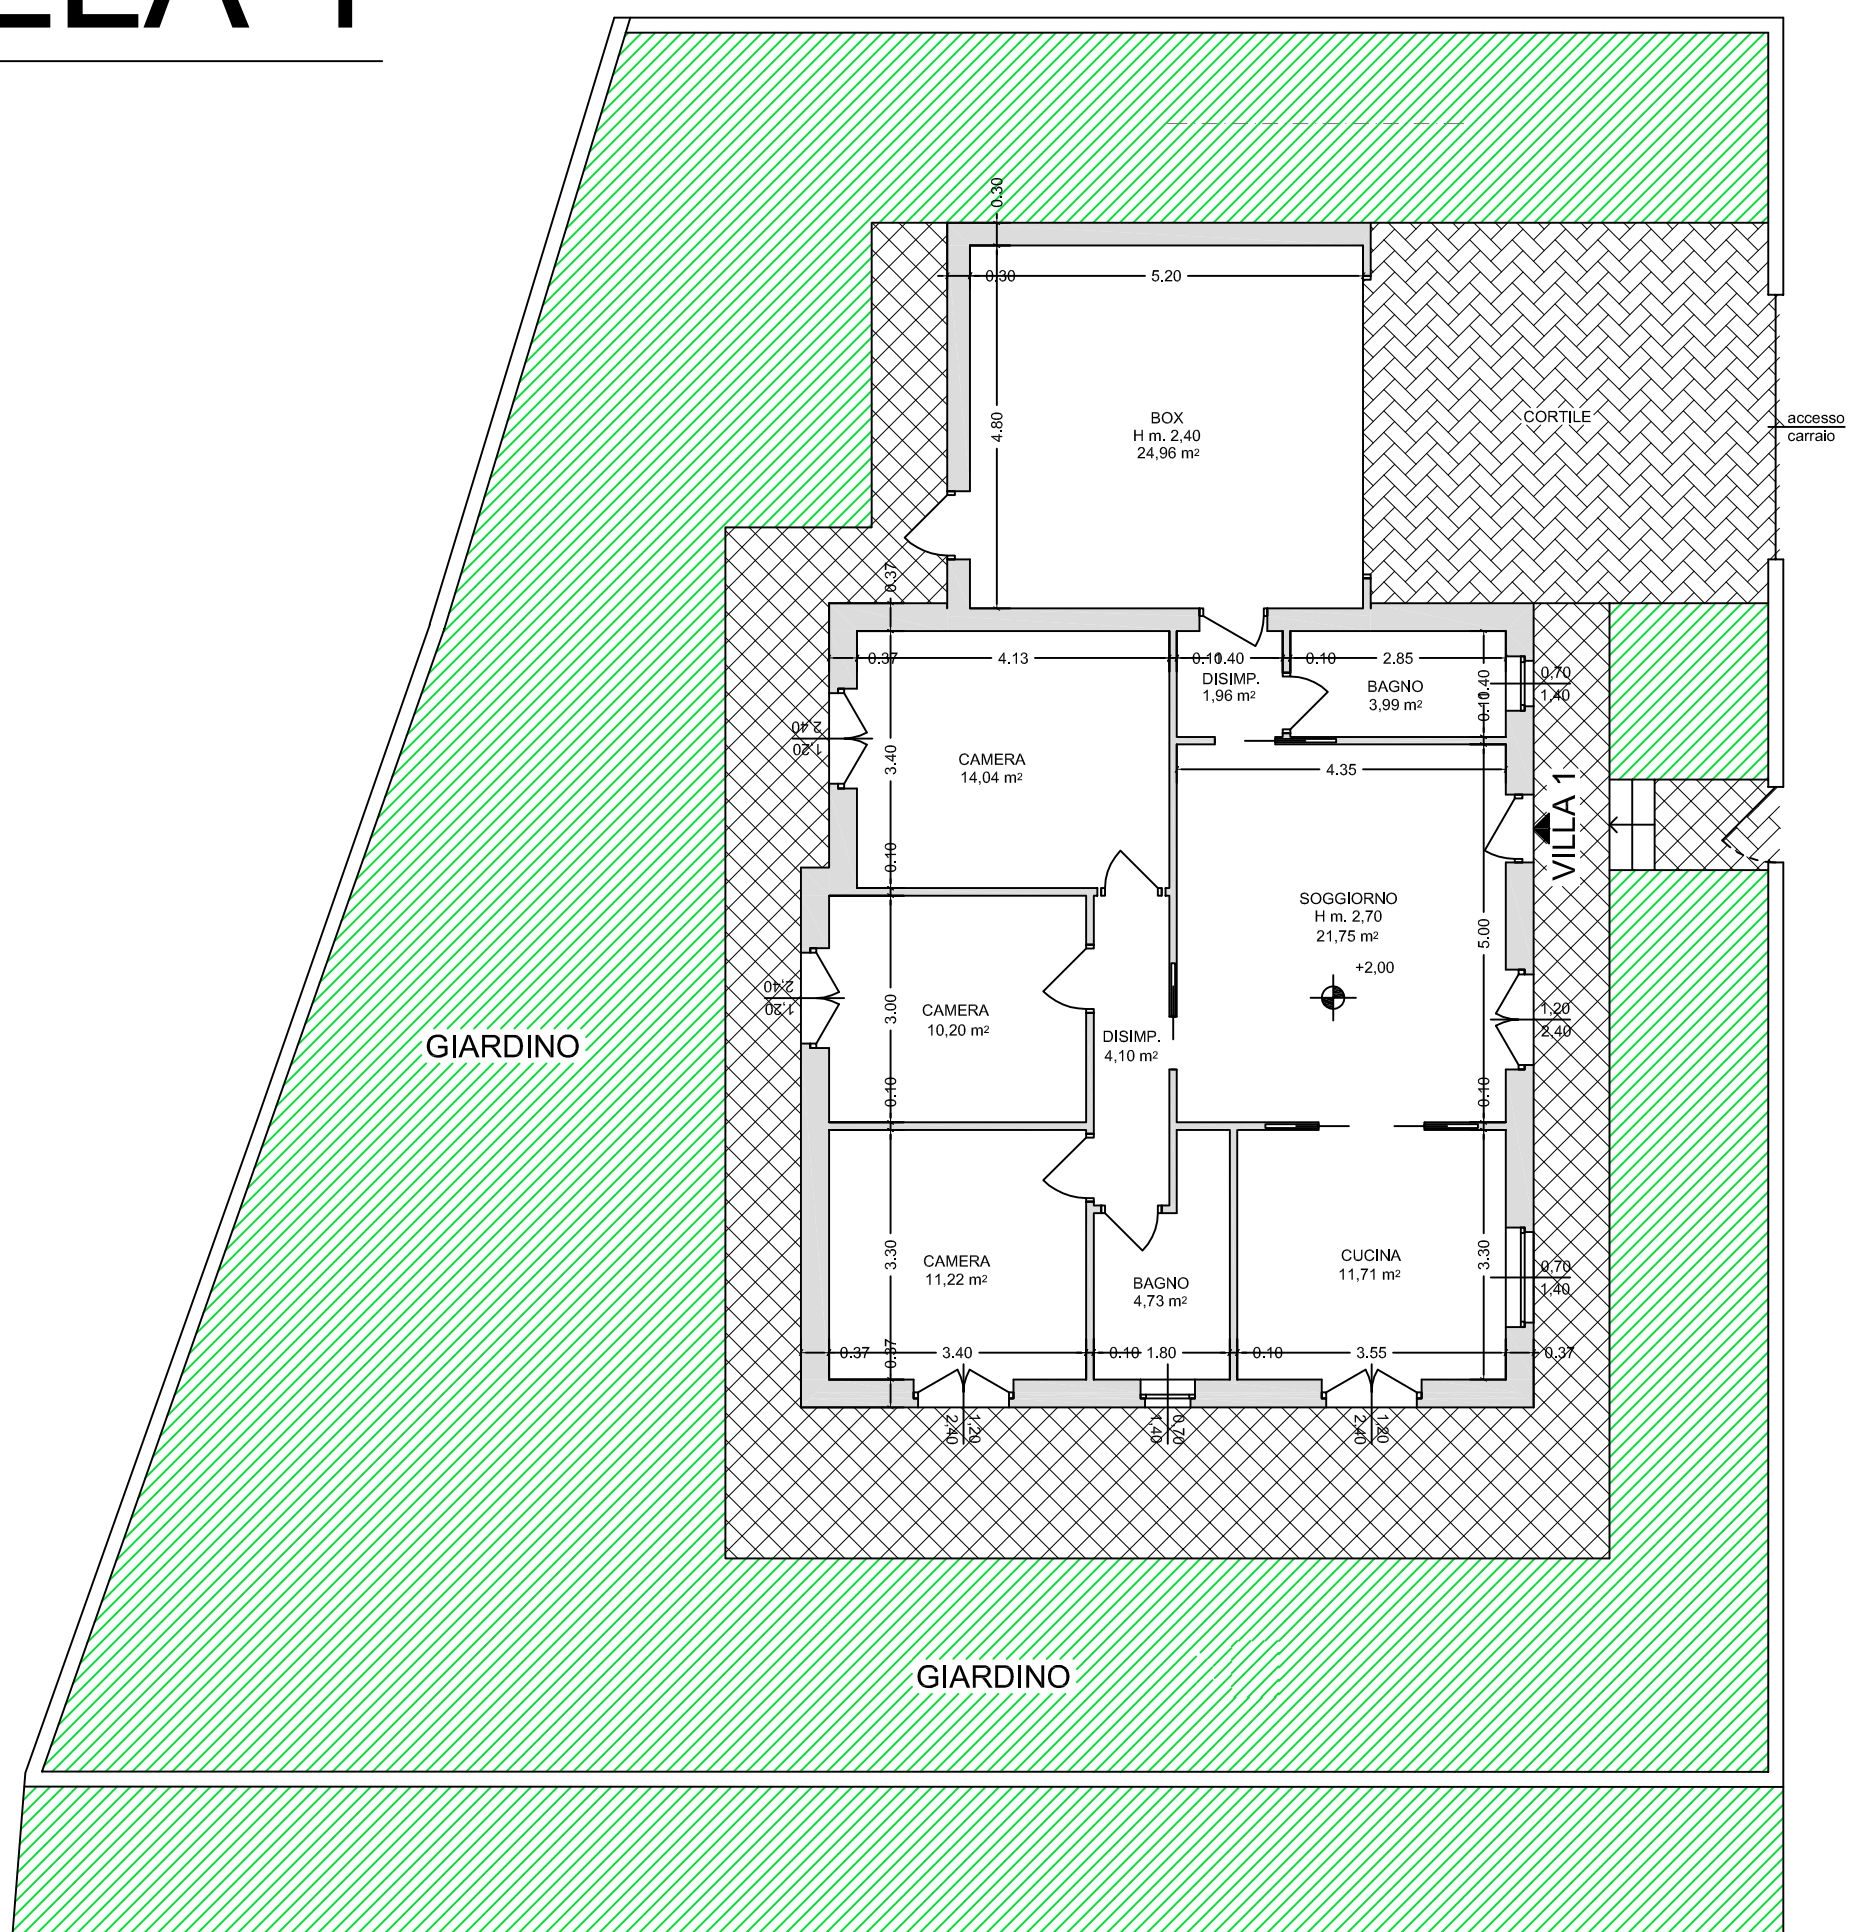 LLA 1
0.30
0.30
5.20
4.80
BOX
H m. 2,40
24,96 m²
CORTILE
accesso
carraio
0.37
0.37
4.13
0.10
1.40
0.10
2.85
DISIMP.
1,96 m²
BAGNO
3,99 m²
1.40
0.10
0,70
1,40
2,40
1,20
3.40
CAMERA
14,04 m²
4.35
VILLA 1
0.10
SOGGIORNO
H m. 2,70
21,75 m²
+2,00
5.00
2,40
1,20
3.00
CAMERA
10,20 m²
1,20
2,40
DISIMP.
4,10 m²
GIARDINO
0.10
0.10
3.30
CAMERA
11,22 m²
BAGNO
4,73 m²
CUCINA
11,71 m²
3.30
0,70
1,40
0.37
0.37
3.40
0.10
1.80
0.10
3.55
0.37
1,20
2,40
0,70
1,40
1,20
2,40
GIARDINO